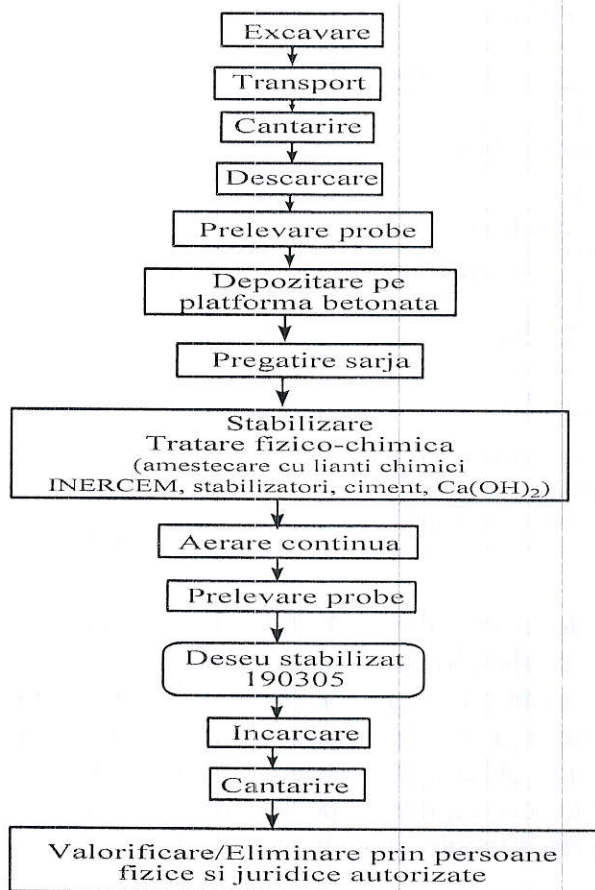 Excavare
Transport
Cantarire
Descarcare
Prelevare probe
Depozitare pe
platforma betonata
Pregatire sarja
Stabilizare
Tratare fizico-chimica
(amestecare cu lianti chimici
INERCEM, stabilizatori, ciment, Ca(OH)₂)
Aerare continua
Prelevare probe
Deseu stabilizat
190305
Incarcare
Cantarire
Valorificare/Eliminare prin persoane
fizice si juridice autorizate